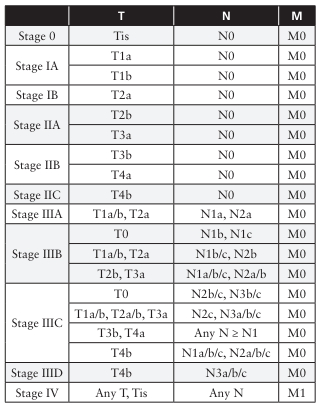 T N M
Stage 0 Tis N0 M0
Stage IA T1a N0 M0
T1b N0 M0
Stage IB T2a N0 M0
Stage IIA T2b N0 M0
T3a N0 M0
Stage IIB T3b N0 M0
T4a N0 M0
Stage IIC T4b N0 M0
Stage IIIA T1a/b, T2a N1a, N2a M0
Stage IIIB T0 N1b, N1c M0
T1a/b, T2a N1b/c, N2b M0
T2b, T3a N1a/b/c, N2a/b M0
Stage IIIC T0 N2b/c, N3b/c M0
T1a/b, T2a/b, T3a N2c, N3a/b/c M0
T3b, T4a Any N ≥ N1 M0
T4b N1a/b/c, N2a/b/c M0
Stage IIID T4b N3a/b/c M0
Stage IV Any T, Tis Any N M1